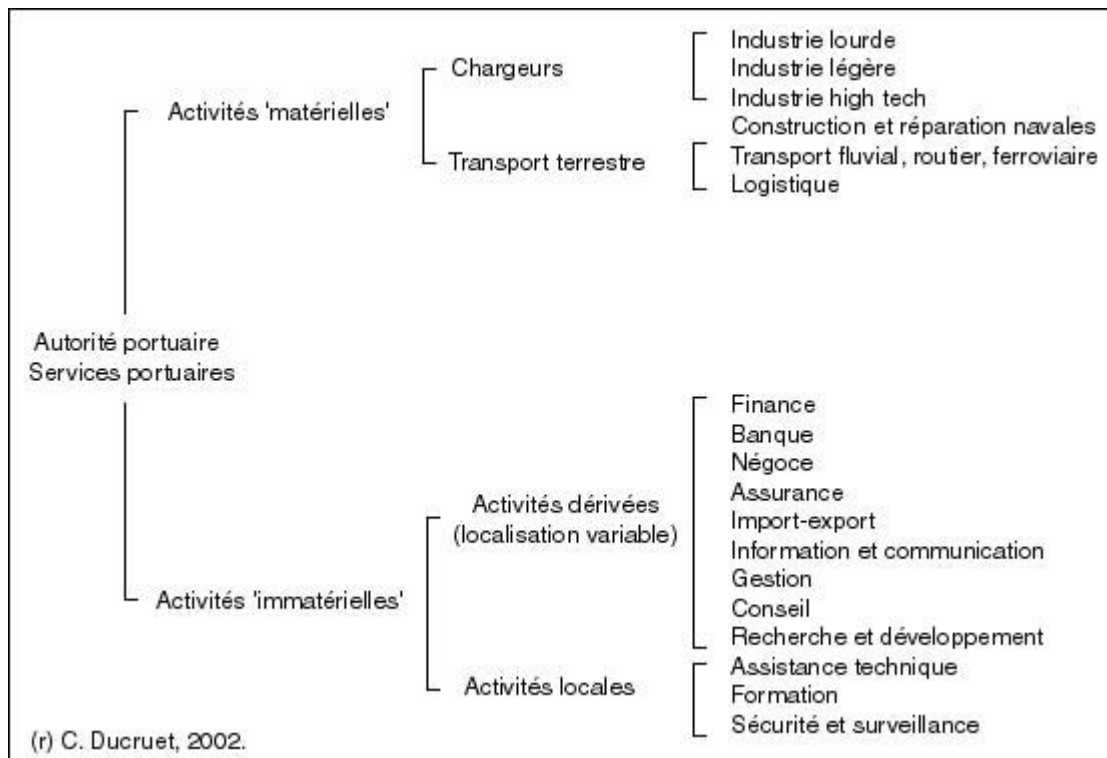 Autorité portuaire
Services portuaires
Activités 'matérielles'
Chargeurs
Industrie lourde
Industrie légère
Industrie high tech
Construction et réparation navales
Transport terrestre
Transport fluvial, routier, ferroviaire
Logistique
Activités 'immatérielles'
Activités dérivées
(localisation variable)
Finance
Banque
Négoce
Assurance
Import-export
Information et communication
Gestion
Conseil
Recherche et développement
Activités locales
Assistance technique
Formation
Sécurité et surveillance
(r) C. Ducruet, 2002.